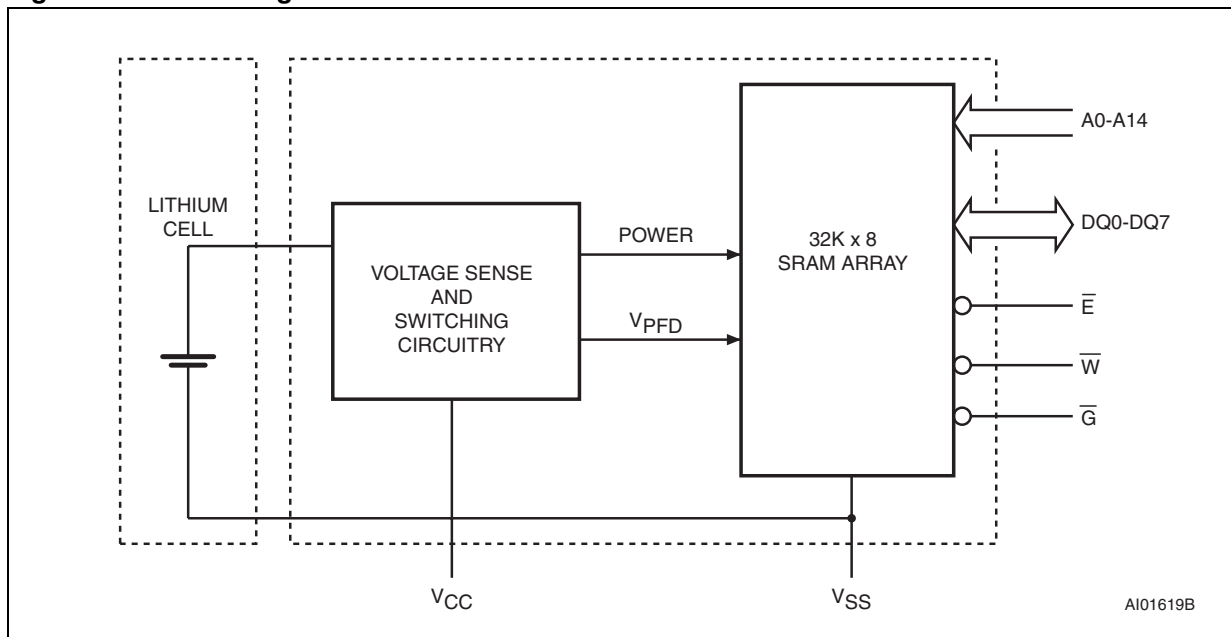 LITHIUM
CELL
VOLTAGE SENSE
AND
SWITCHING
CIRCUITRY
POWER
VPFD
32K x 8
SRAM ARRAY
A0-A14
DQ0-DQ7
E̅
W̅
G̅
VCC
VSS
AI01619B